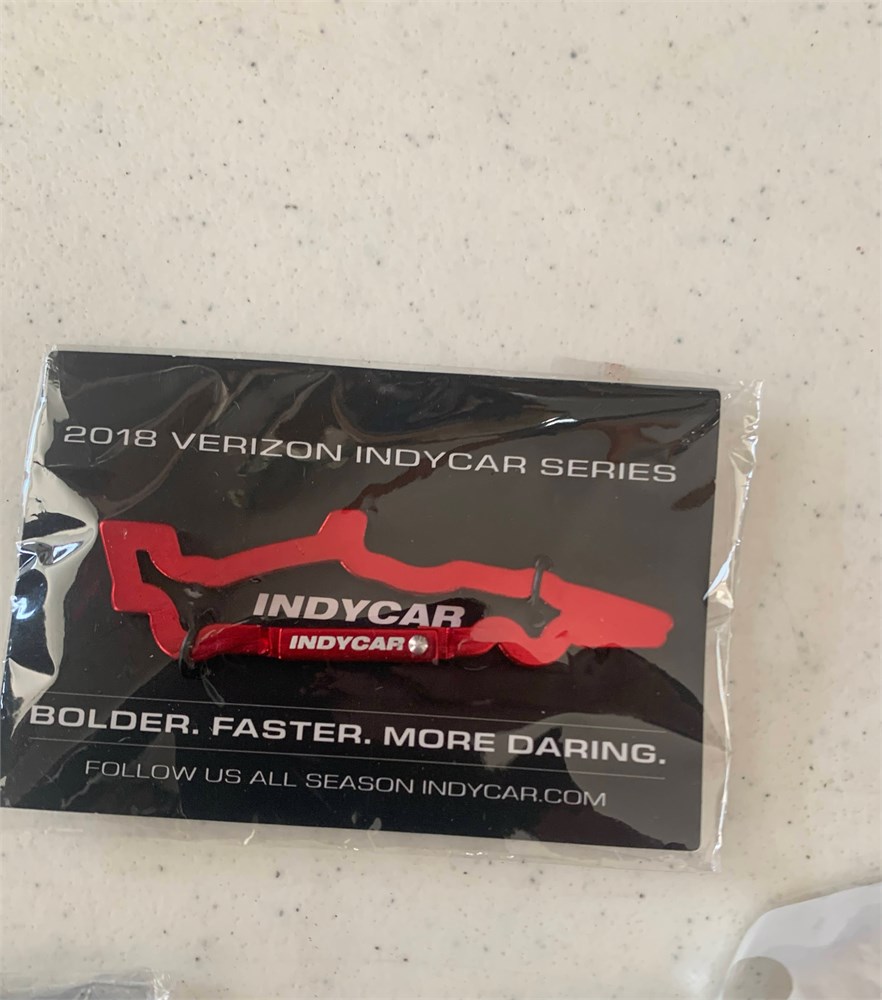 2018 VERIZON INDYCAR SERIES
INDYCAR
INDYCAR
BOLDER. FASTER. MORE DARING.
FOLLOW US ALL SEASON INDYCAR.COM